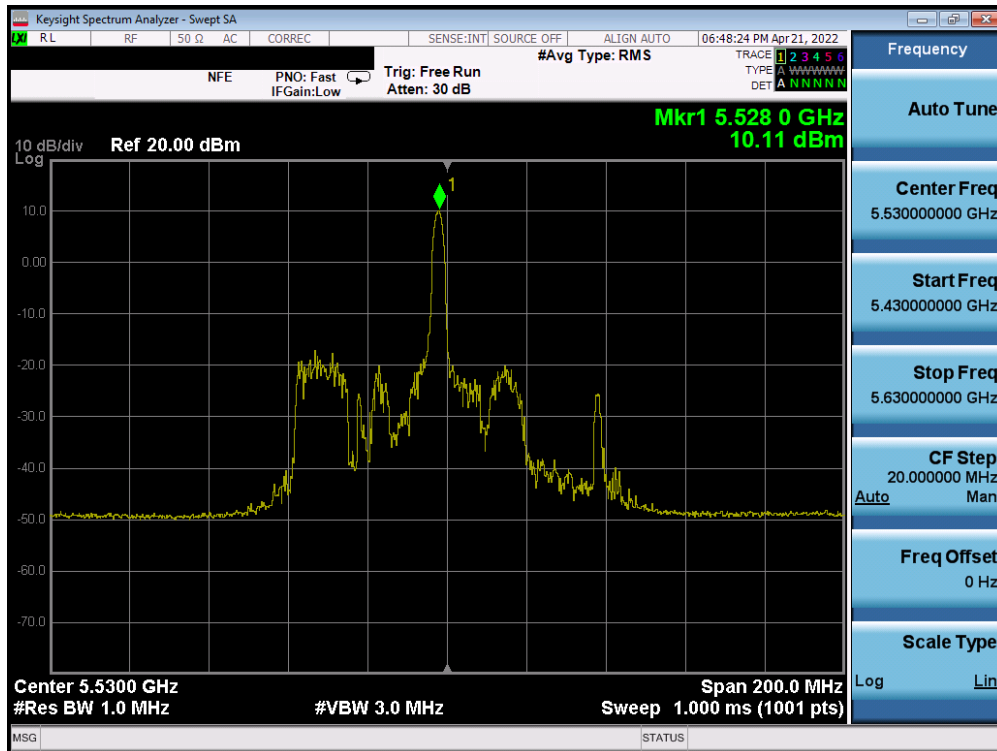 Keysight Spectrum Analyzer - Swept SA
LXI RL RF 50 Ω AC CORREC SENSE:INT SOURCE OFF ALIGN AUTO 06:48:24 PM Apr 21, 2022
NFE PNO: Fast IFGain:Low Trig: Free Run Atten: 30 dB #Avg Type: RMS
TRACE 1 2 3 4 5 6
TYPE A WWWWWW
DET A N N N N N
Mkr1 5.528 0 GHz
10.11 dBm
10 dB/div Ref 20.00 dBm
Log
1
10.0
0.00
-10.0
-20.0
-30.0
-40.0
-50.0
-60.0
-70.0
Center 5.5300 GHz Span 200.0 MHz
#Res BW 1.0 MHz #VBW 3.0 MHz Sweep 1.000 ms (1001 pts)
MSG STATUS
Frequency
Auto Tune
Center Freq
5.530000000 GHz
Start Freq
5.430000000 GHz
Stop Freq
5.630000000 GHz
CF Step
20.000000 MHz
Auto Man
Freq Offset
0 Hz
Scale Type
Log Lin